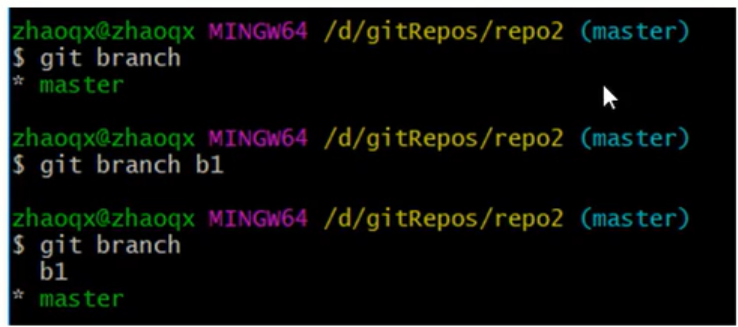 zhaoqx@zhaoqx MINGW64 /d/gitRepos/repo2 (master)
$ git branch
* master
zhaoqx@zhaoqx MINGW64 /d/gitRepos/repo2 (master)
$ git branch b1
zhaoqx@zhaoqx MINGW64 /d/gitRepos/repo2 (master)
$ git branch
  b1
* master